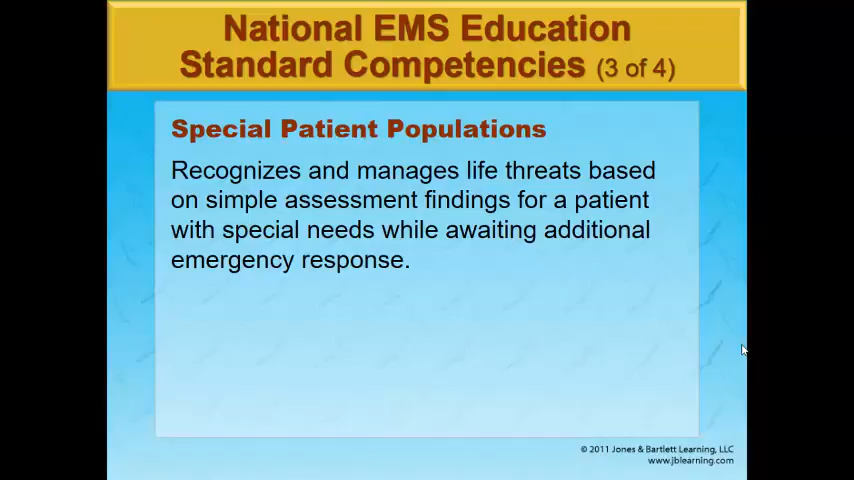 National EMS Education
Standard Competencies (3 of 4)
Special Patient Populations
Recognizes and manages life threats based
on simple assessment findings for a patient
with special needs while awaiting additional
emergency response.
© 2011 Jones & Bartlett Learning, LLC
www.jblearning.com